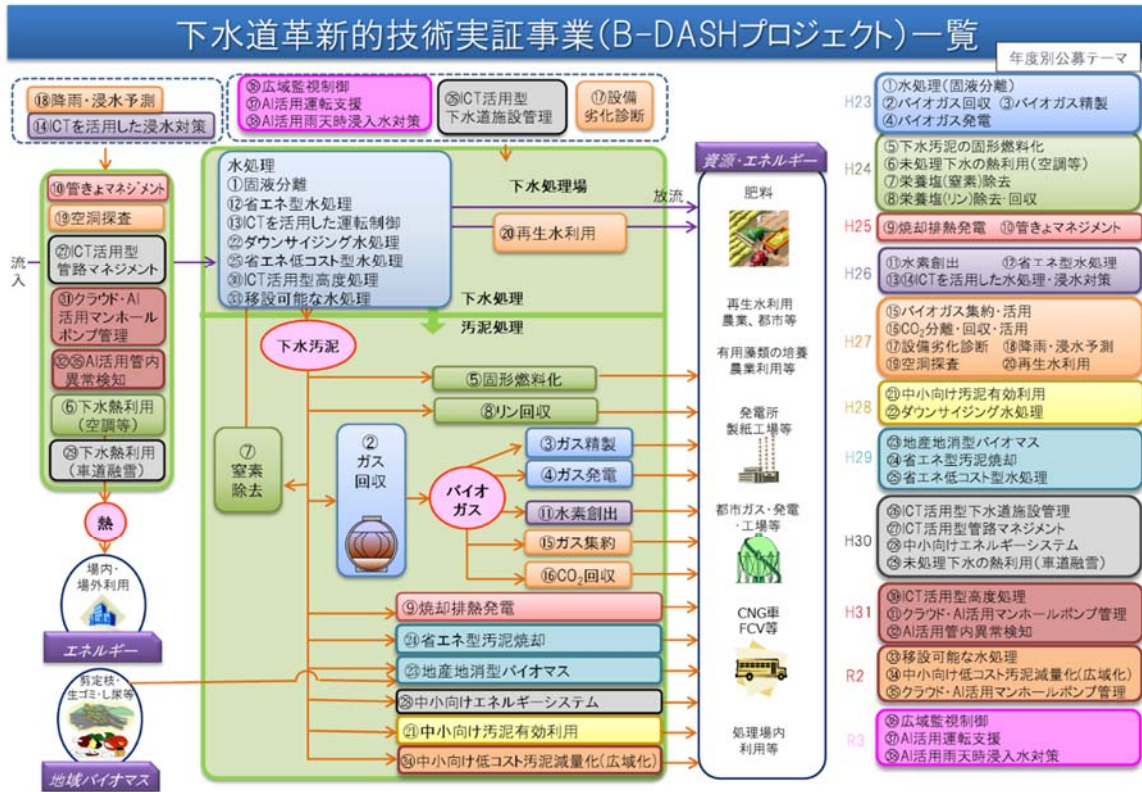 下水道革新的技術実証事業(B-DASHプロジェクト)一覧
年度別公募テーマ
⑱降雨・浸水予測
⑭ICTを活用した浸水対策
㊱広域監視制御
㊲AI活用運転支援
㊳AI活用雨天時浸入水対策
㉖ICT活用型
下水道施設管理
⑰設備
劣化診断
流入
⑩管きょマネジメント
⑲空洞探査
㉗ICT活用型
管路マネジメント
㉛クラウド・AI
活用マンホール
ポンプ管理
㉜㉟AI活用管内
異常検知
⑥下水熱利用
(空調等)
㉙下水熱利用
(車道融雪)
熱
場内・
場外利用
エネルギー
剪定枝・
生ゴミ・し尿等
地域バイオマス
水処理
①固液分離
⑫省エネ型水処理
⑬ICTを活用した運転制御
㉒ダウンサイジング水処理
㉕省エネ低コスト型水処理
㉚ICT活用型高度処理
㉝移設可能な水処理
下水処理場
放流
⑳再生水利用
下水処理
汚泥処理
下水汚泥
⑤固形燃料化
⑧リン回収
⑦
窒素
除去
②
ガス
回収
バイオ
ガス
③ガス精製
④ガス発電
⑪水素創出
⑮ガス集約
⑯CO₂回収
⑨焼却排熱発電
㉔省エネ型汚泥焼却
㉓地産地消型バイオマス
㉘中小向けエネルギーシステム
㉑中小向け汚泥有効利用
㉞中小向け低コスト汚泥減量化(広域化)
資源・エネルギー
肥料
再生水利用
農業、都市等
有用藻類の培養
農業利用等
発電所
製紙工場等
都市ガス・発電
・工場等
CNG車
FCV等
処理場内
利用等
H23
①水処理(固液分離)
②バイオガス回収 ③バイオガス精製
④バイオガス発電
H24
⑤下水汚泥の固形燃料化
⑥未処理下水の熱利用(空調等)
⑦栄養塩(窒素)除去
⑧栄養塩(リン)除去・回収
H25
⑨焼却排熱発電 ⑩管きょマネジメント
H26
⑪水素創出 ⑫省エネ型水処理
⑬⑭ICTを活用した水処理・浸水対策
H27
⑮バイオガス集約・活用
⑯CO₂分離・回収・活用
⑰設備劣化診断 ⑱降雨・浸水予測
⑲空洞探査 ⑳再生水利用
H28
㉑中小向け汚泥有効利用
㉒ダウンサイジング水処理
H29
㉓地産地消型バイオマス
㉔省エネ型汚泥焼却
㉕省エネ低コスト型水処理
H30
㉖ICT活用型下水道施設管理
㉗ICT活用型管路マネジメント
㉘中小向けエネルギーシステム
㉙未処理下水の熱利用(車道融雪)
H31
㉚ICT活用型高度処理
㉛クラウド・AI活用マンホールポンプ管理
㉜AI活用管内異常検知
R2
㉝移設可能な水処理
㉞中小向け低コスト汚泥減量化(広域化)
㉟クラウド・AI活用マンホールポンプ管理
R3
㊱広域監視制御
㊲AI活用運転支援
㊳AI活用雨天時浸入水対策